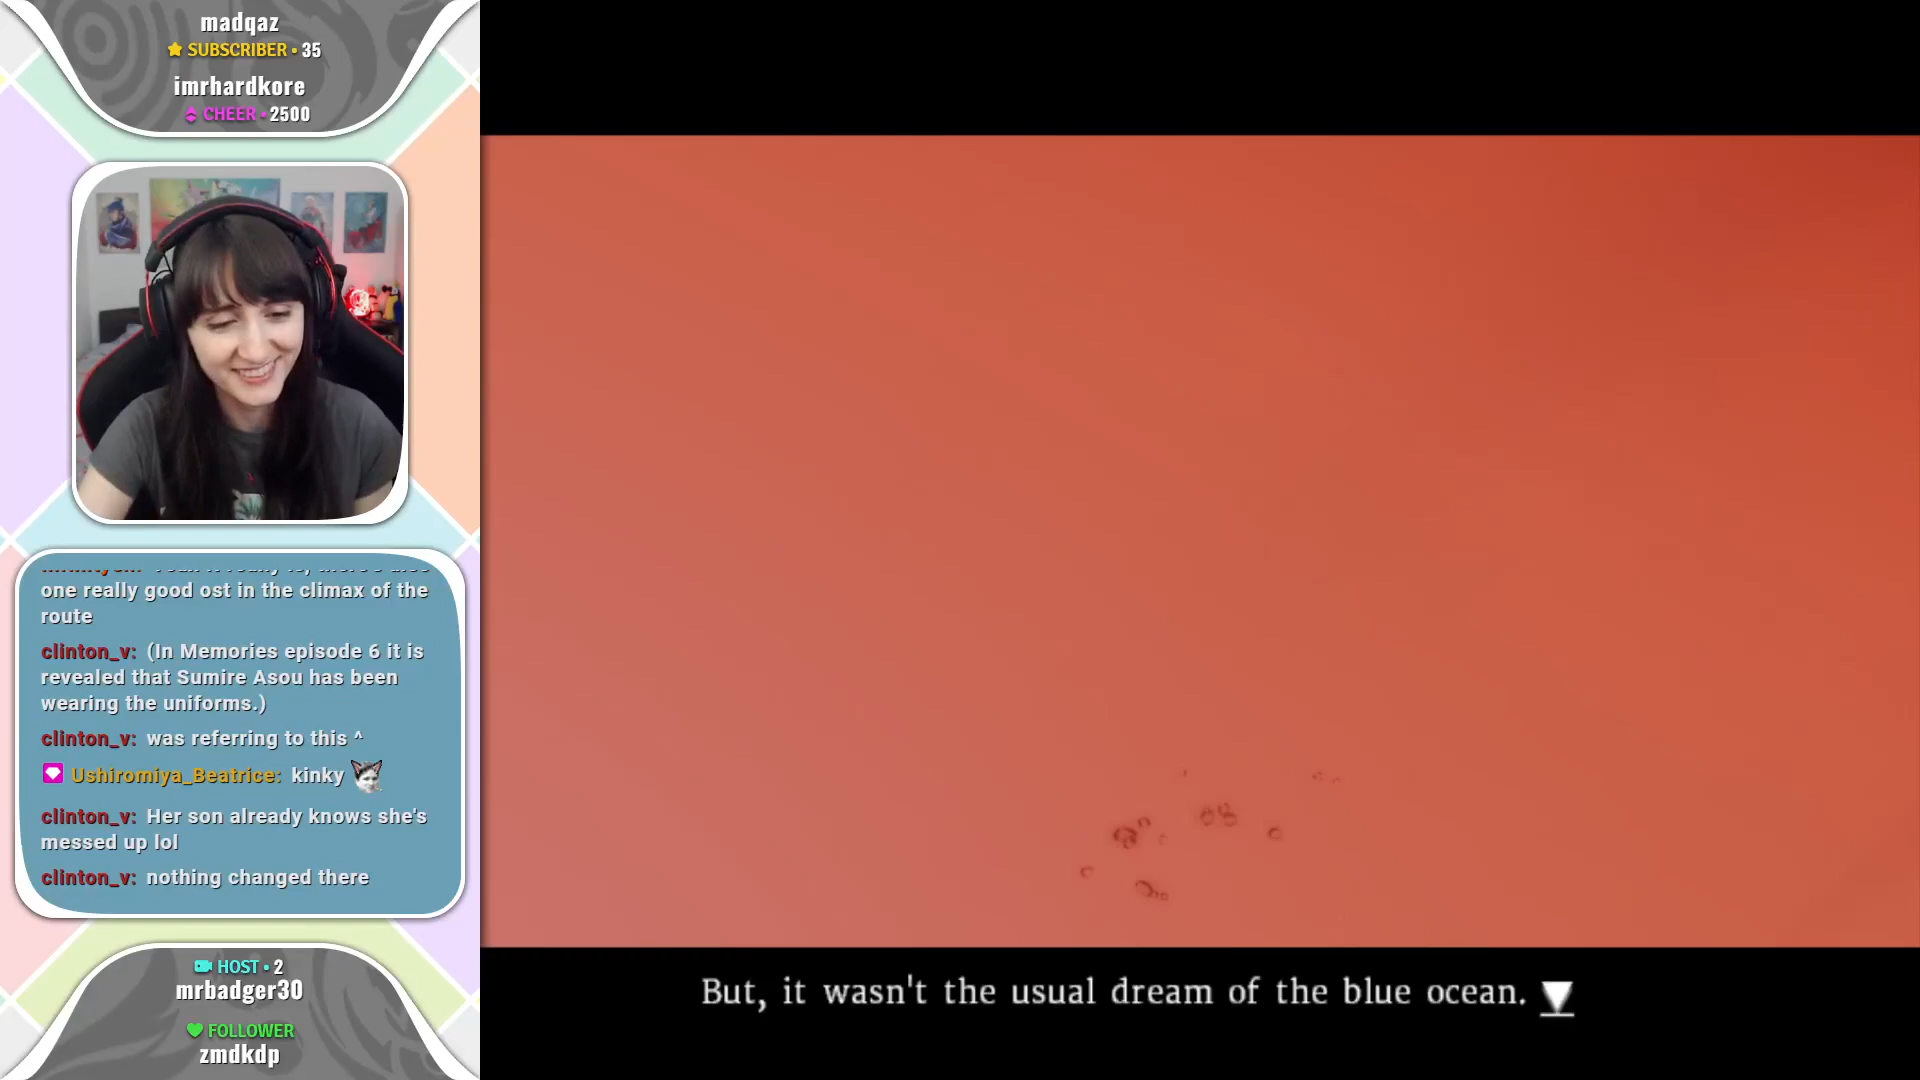 madqaz
SUBSCRIBER • 35
imrhardkore
CHEER • 2500
one really good ost in the climax of the
route
clinton_v: (In Memories episode 6 it is
revealed that Sumire Asou has been
wearing the uniforms.)
clinton_v: was referring to this ^
Ushiromiya_Beatrice: kinky
clinton_v: Her son already knows she's
messed up lol
clinton_v: nothing changed there
HOST • 2
mrbadger30
FOLLOWER
zmdkdp
But, it wasn't the usual dream of the blue ocean.